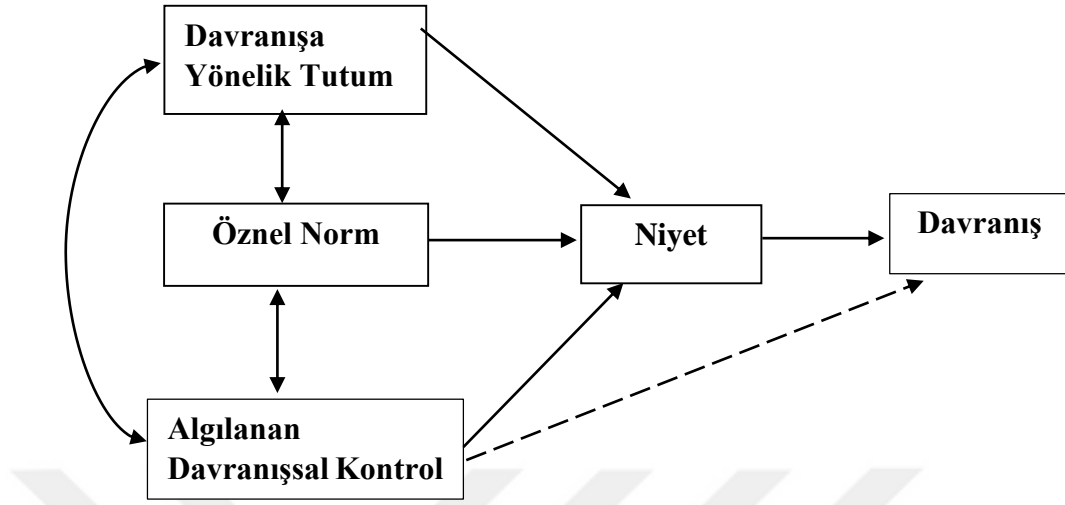 Davranışa
Yönelik Tutum
Öznel Norm
Niyet
Davranış
Algılanan
Davranışsal Kontrol